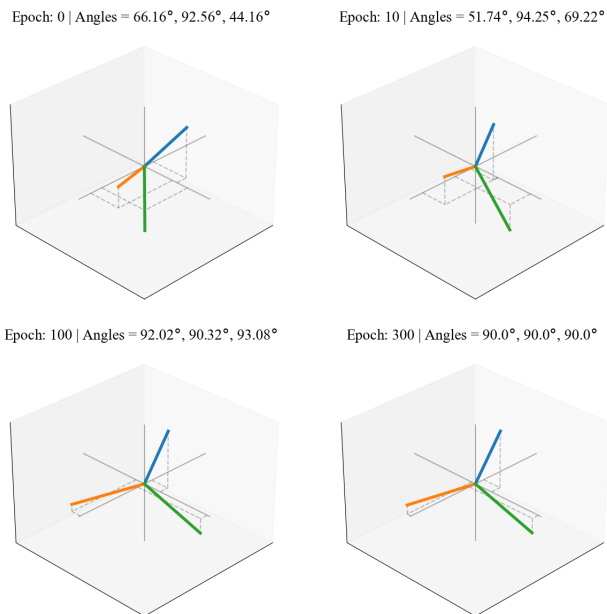 Epoch: 0 | Angles = 66.16°, 92.56°, 44.16°
Epoch: 10 | Angles = 51.74°, 94.25°, 69.22°
Epoch: 100 | Angles = 92.02°, 90.32°, 93.08°
Epoch: 300 | Angles = 90.0°, 90.0°, 90.0°